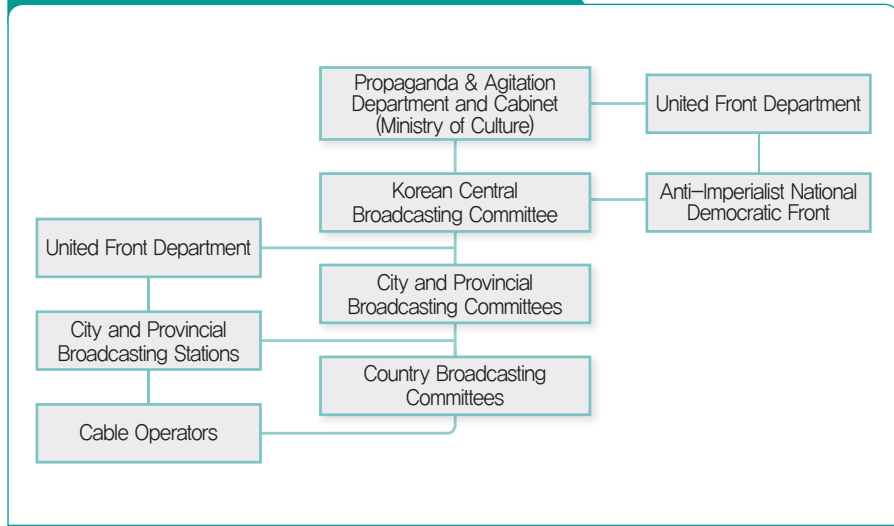 Propaganda & Agitation
Department and Cabinet
(Ministry of Culture)
United Front Department
Korean Central
Broadcasting Committee
Anti-Imperialist National
Democratic Front
United Front Department
City and Provincial
Broadcasting Committees
City and Provincial
Broadcasting Stations
Country Broadcasting
Committees
Cable Operators